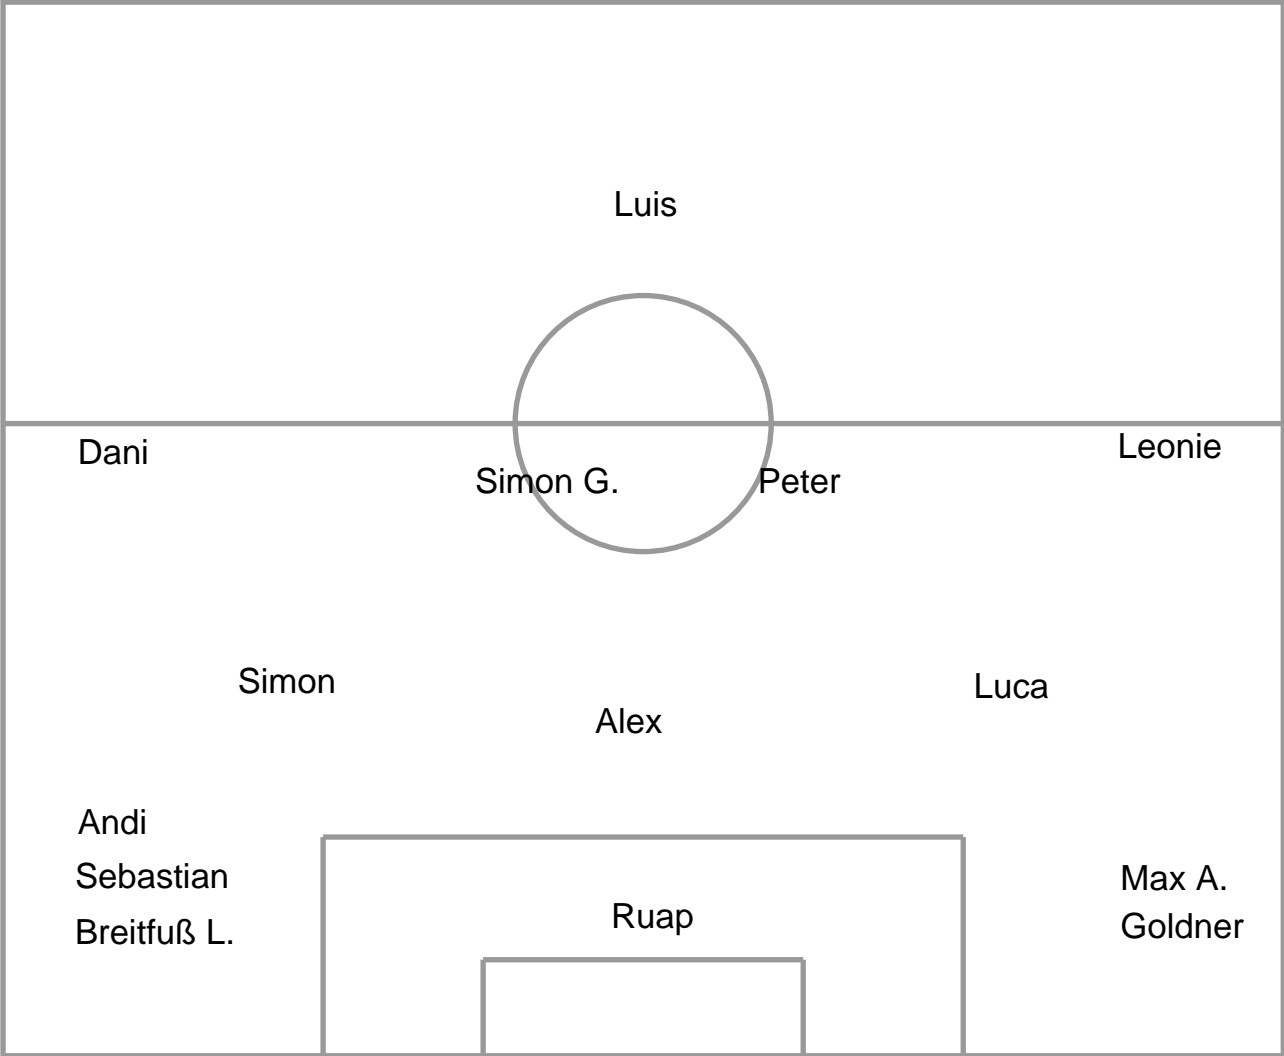 Luis
Dani
Leonie
Simon G.
Peter
Simon
Luca
Alex
Andi
Sebastian
Breitfuß L.
Ruap
Max A.
Goldner